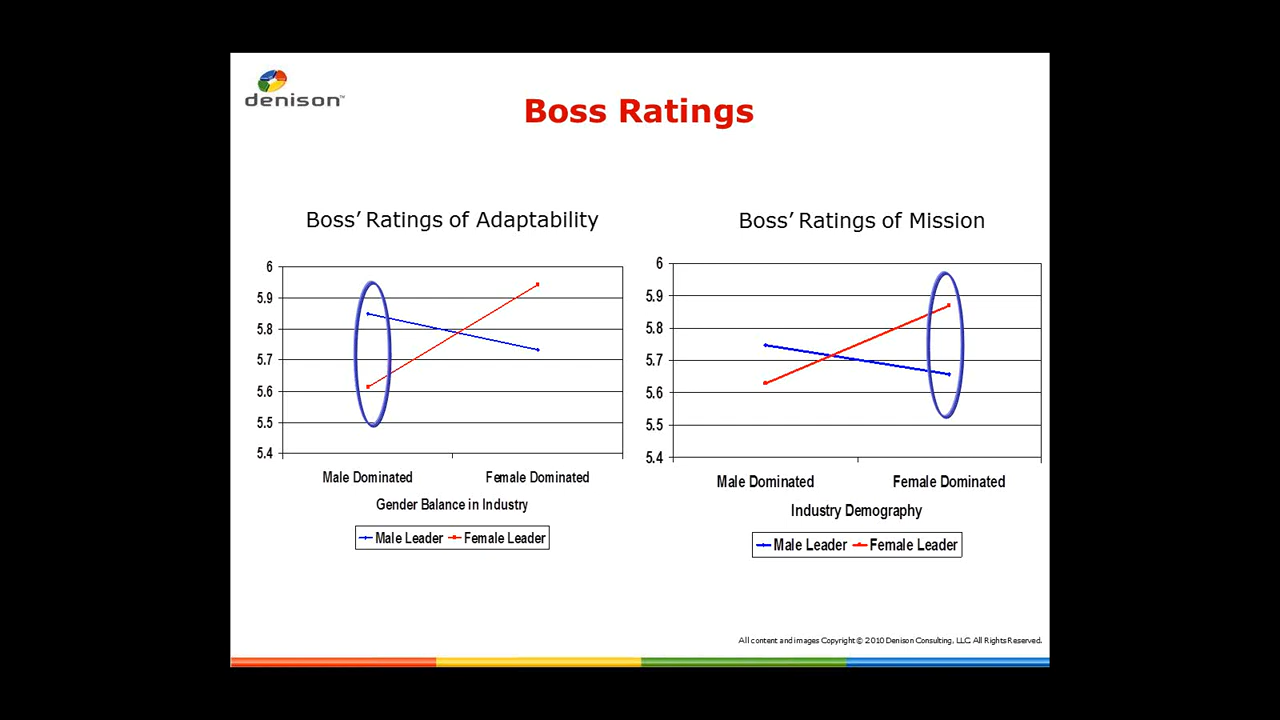 denison™
Boss Ratings
Boss’ Ratings of Adaptability
6
5.9
5.8
5.7
5.6
5.5
5.4
Male Dominated Female Dominated
Gender Balance in Industry
Male Leader Female Leader
Boss’ Ratings of Mission
6
5.9
5.8
5.7
5.6
5.5
5.4
Male Dominated Female Dominated
Industry Demography
Male Leader Female Leader
All content and images Copyright © 2010 Denison Consulting, LLC. All Rights Reserved.